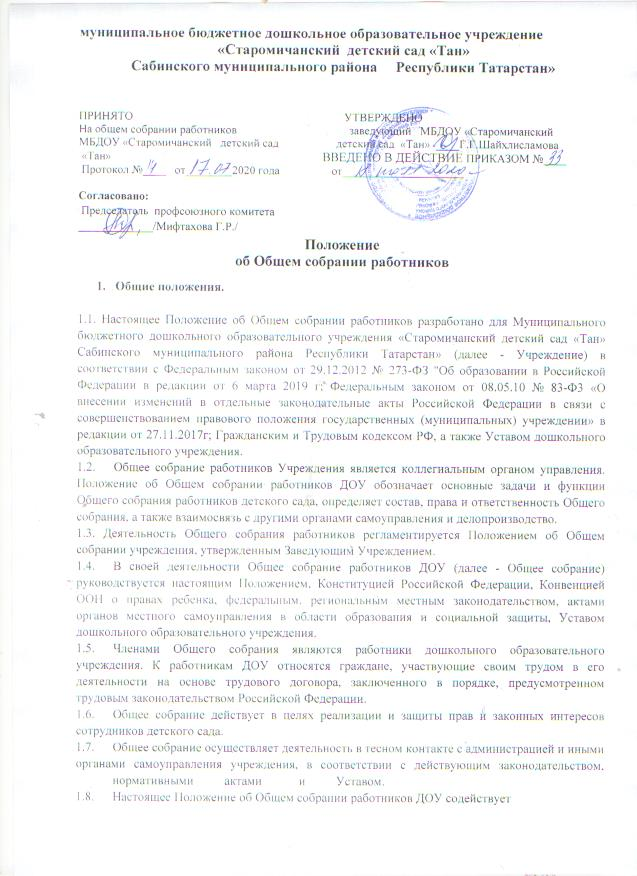 муниципальное бюджетное дошкольное образовательное учреждение
«Старомичанский детский сад «Тан»
Сабинского муниципального района Республики Татарстан»
ПРИНЯТО
На общем собрании работников
МБДОУ «Старомичанский детский сад
«Тан»
Протокол № 4 от 17.07 2020 года
УТВЕРЖДЕНО
заведующий МБДОУ «Старомичанский
детский сад «Тан» Г.Г.Шайхлисламова
ВВЕДЕНО В ДЕЙСТВИЕ ПРИКАЗОМ № 33
от
Согласовано:
Председатель профсоюзного комитета
/Мифтахова Г.Р./
Положение
об Общем собрании работников
1. Общие положения.
1.1. Настоящее Положение об Общем собрании работников разработано для Муниципального
бюджетного дошкольного образовательного учреждения «Старомичанский детский сад «Тан»
Сабинского муниципального района Республики Татарстан» (далее - Учреждение) в
соответствии с Федеральным законом от 29.12.2012 № 273-ФЗ "Об образовании в Российской
Федерации в редакции от 6 марта 2019 г; Федеральным законом от 08.05.10 № 83-ФЗ «О
внесении изменений в отдельные законодательные акты Российской Федерации в связи с
совершенствованием правового положения государственных (муниципальных) учреждении» в
редакции от 27.11.2017г; Гражданским и Трудовым кодексом РФ, а также Уставом дошкольного
образовательного учреждения.
1.2. Общее собрание работников Учреждения является коллегиальным органом управления.
Положение об Общем собрании работников ДОУ обозначает основные задачи и функции
Общего собрания работников детского сада, определяет состав, права и ответственность Общего
собрания, а также взаимосвязь с другими органами самоуправления и делопроизводство.
1.3. Деятельность Общего собрания работников регламентируется Положением об Общем
собрании учреждения, утвержденным Заведующим Учреждением.
1.4. В своей деятельности Общее собрание работников ДОУ (далее - Общее собрание)
руководствуется настоящим Положением, Конституцией Российской Федерации, Конвенцией
ООН о правах ребенка, федеральным, региональным местным законодательством, актами
органов местного самоуправления в области образования и социальной защиты, Уставом
дошкольного образовательного учреждения.
1.5. Членами Общего собрания являются работники дошкольного образовательного
учреждения. К работникам ДОУ относятся граждане, участвующие своим трудом в его
деятельности на основе трудового договора, заключенного в порядке, предусмотренном
трудовым законодательством Российской Федерации.
1.6. Общее собрание действует в целях реализации и защиты прав и законных интересов
сотрудников детского сада.
1.7. Общее собрание осуществляет деятельность в тесном контакте с администрацией и иными
органами самоуправления учреждения, в соответствии с действующим законодательством,
нормативными актами и Уставом.
1.8. Настоящее Положение об Общем собрании работников ДОУ содействует